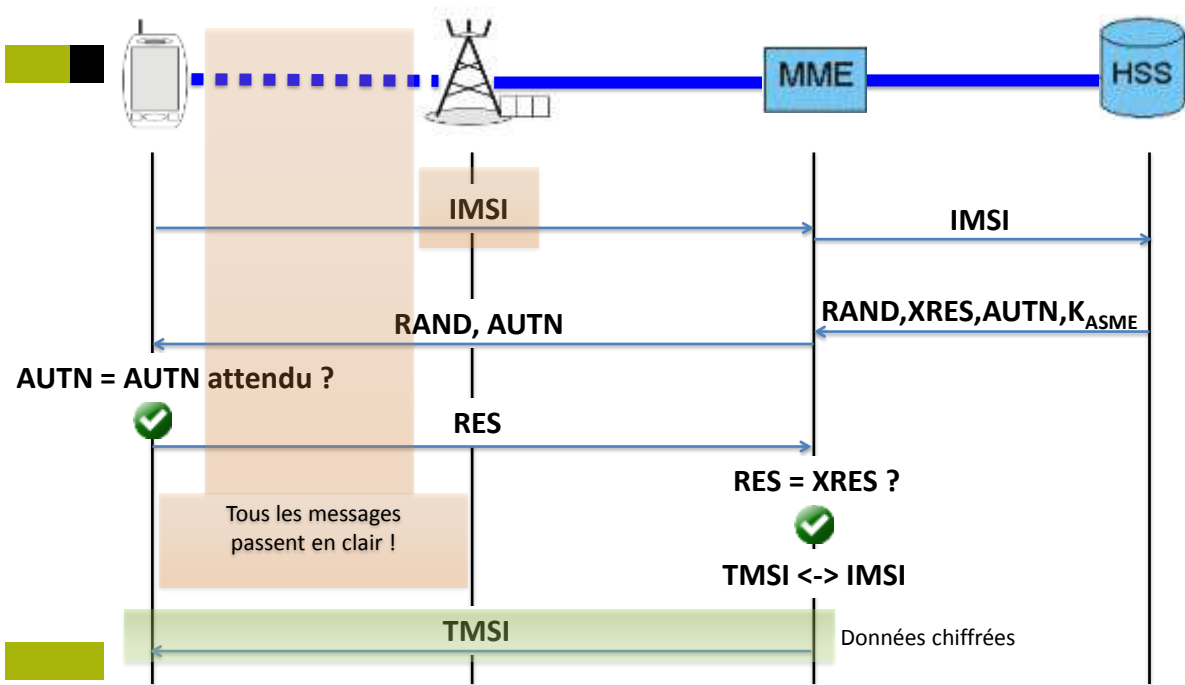 MME
HSS
IMSI
IMSI
RAND,XRES,AUTN,KASME
RAND, AUTN
AUTN = AUTN attendu ?
RES
RES = XRES ?
Tous les messages
passent en clair !
TMSI <-> IMSI
TMSI
Données chiffrées